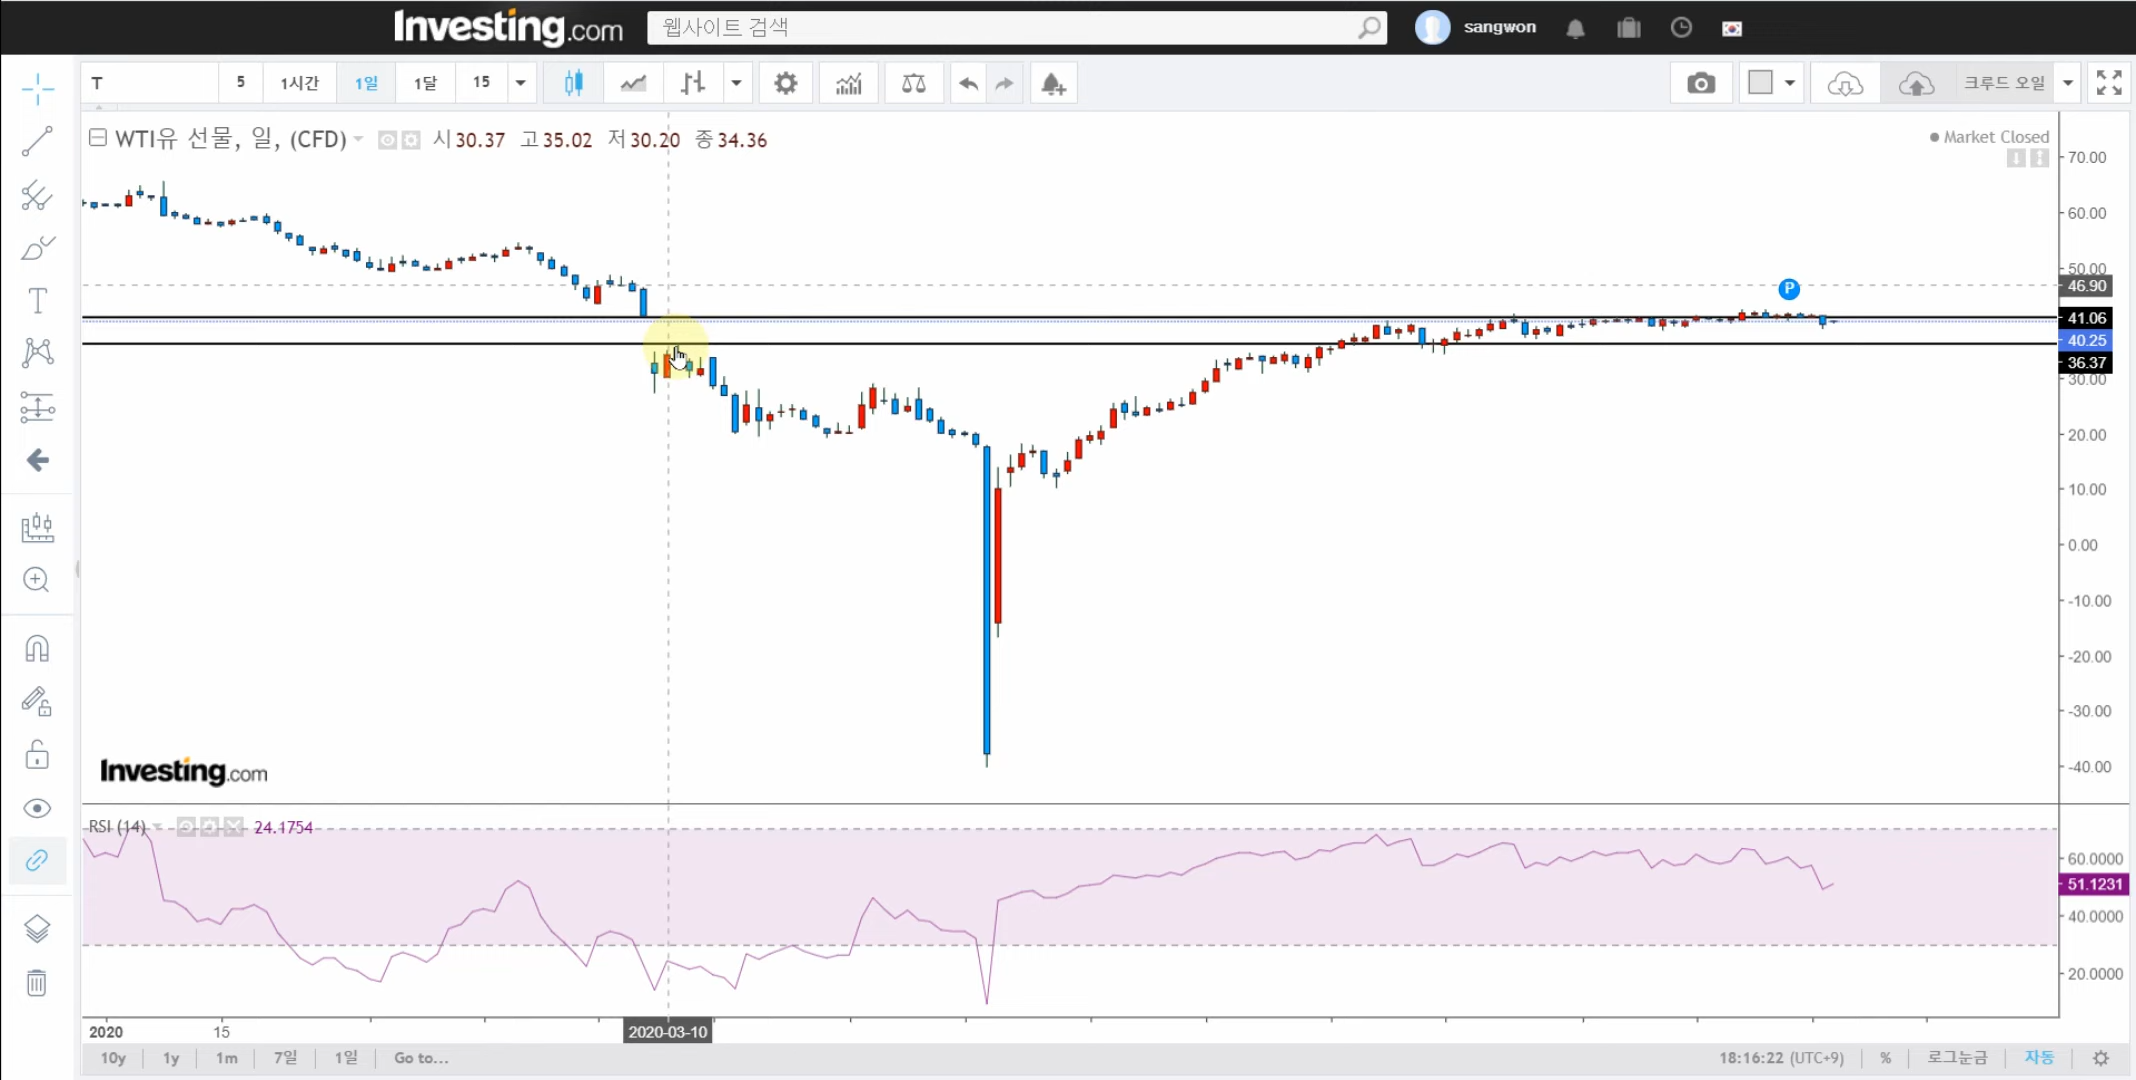 Investing.com
웹사이트 검색
sangwon
T
5
1시간
1일
1달
15
크루드 오일
WTI유 선물, 일, (CFD)
시 30.37 고 35.02 저 30.20 종 34.36
Market Closed
70.00
60.00
50.00
46.90
41.06
40.25
36.37
30.00
20.00
10.00
0.00
-10.00
-20.00
-30.00
-40.00
P
Investing.com
RSI (14)
24.1754
60.0000
51.1231
40.0000
20.0000
2020
15
2020-03-10
10y
1y
1m
7일
1일
Go to...
18:16:22 (UTC+9)
%
로그눈금
자동